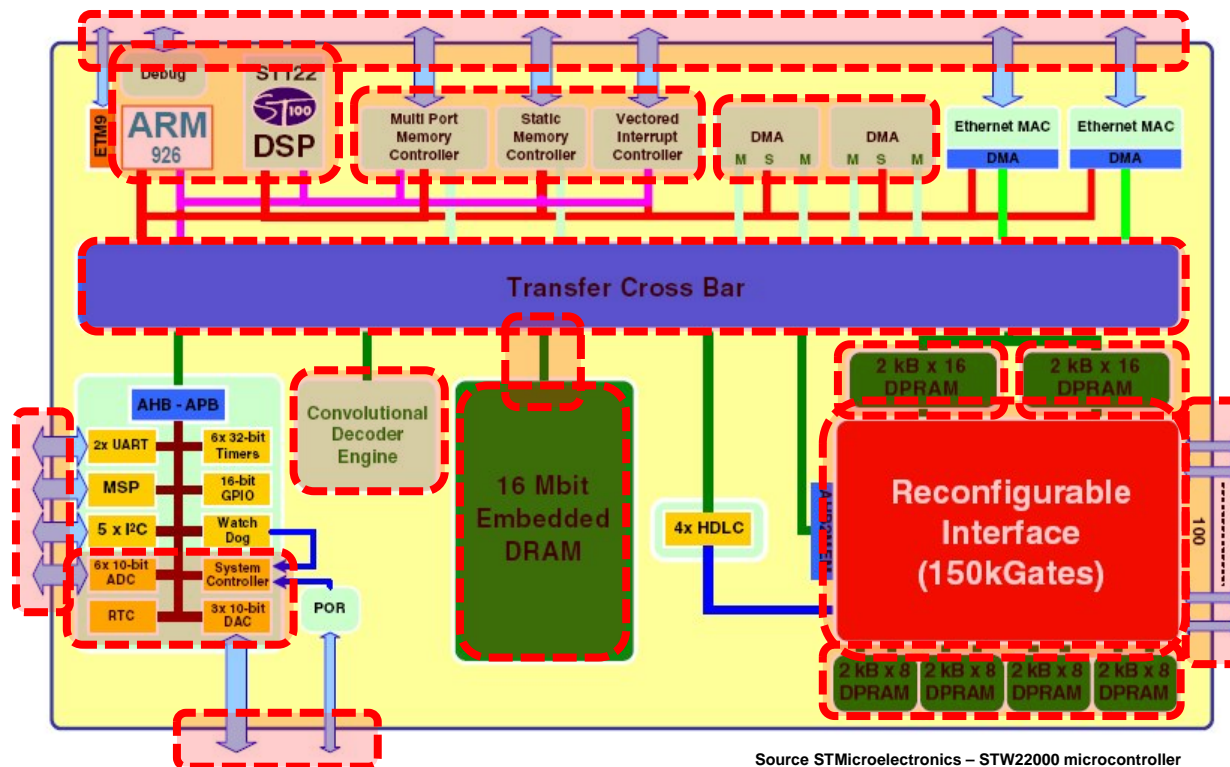 Debug
ST122
ST100
DSP
ETM9
ARM
926
Multi Port
Memory
Controller
Static
Memory
Controller
Vectored
Interrupt
Controller
DMA
M S M
DMA
M S M
Ethernet MAC
DMA
Ethernet MAC
DMA
Transfer Cross Bar
AHB - APB
2x UART
6x 32-bit
Timers
MSP
16-bit
GPIO
5 x I²C
Watch
Dog
6x 10-bit
ADC
System
Controller
RTC
3x 10-bit
DAC
POR
Convolutional
Decoder
Engine
16 Mbit
Embedded
DRAM
4x HDLC
2 kB x 16
DPRAM
2 kB x 16
DPRAM
Reconfigurable
Interface
(150kGates)
100
2 kB x 8
DPRAM
2 kB x 8
DPRAM
2 kB x 8
DPRAM
2 kB x 8
DPRAM
Source STMicroelectronics – STW22000 microcontroller